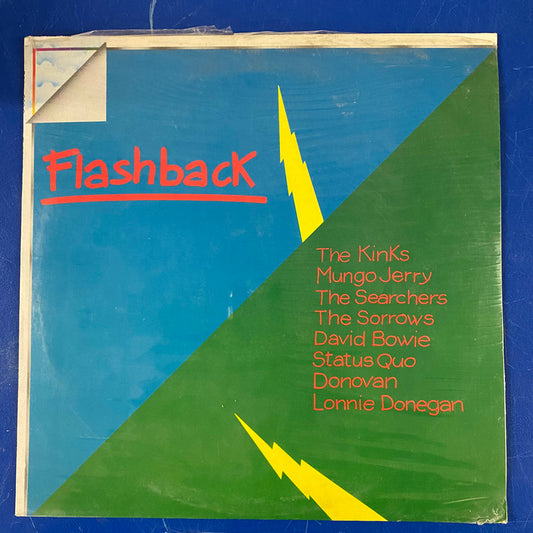 Flashback
The Kinks
Mungo Jerry
The Searchers
The Sorrows
David Bowie
Status Quo
Donovan
Lonnie Donegan